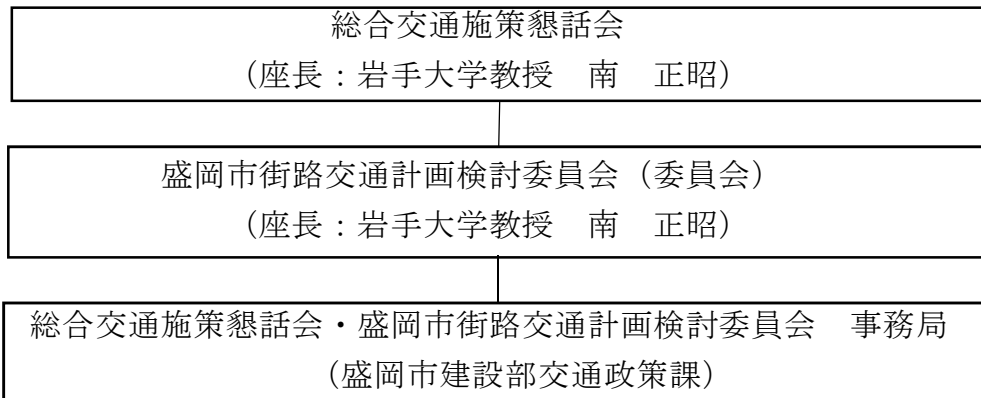 総合交通施策懇話会
（座長：岩手大学教授　南　正昭）
盛岡市街路交通計画検討委員会（委員会）
（座長：岩手大学教授　南　正昭）
総合交通施策懇話会・盛岡市街路交通計画検討委員会　事務局
（盛岡市建設部交通政策課）